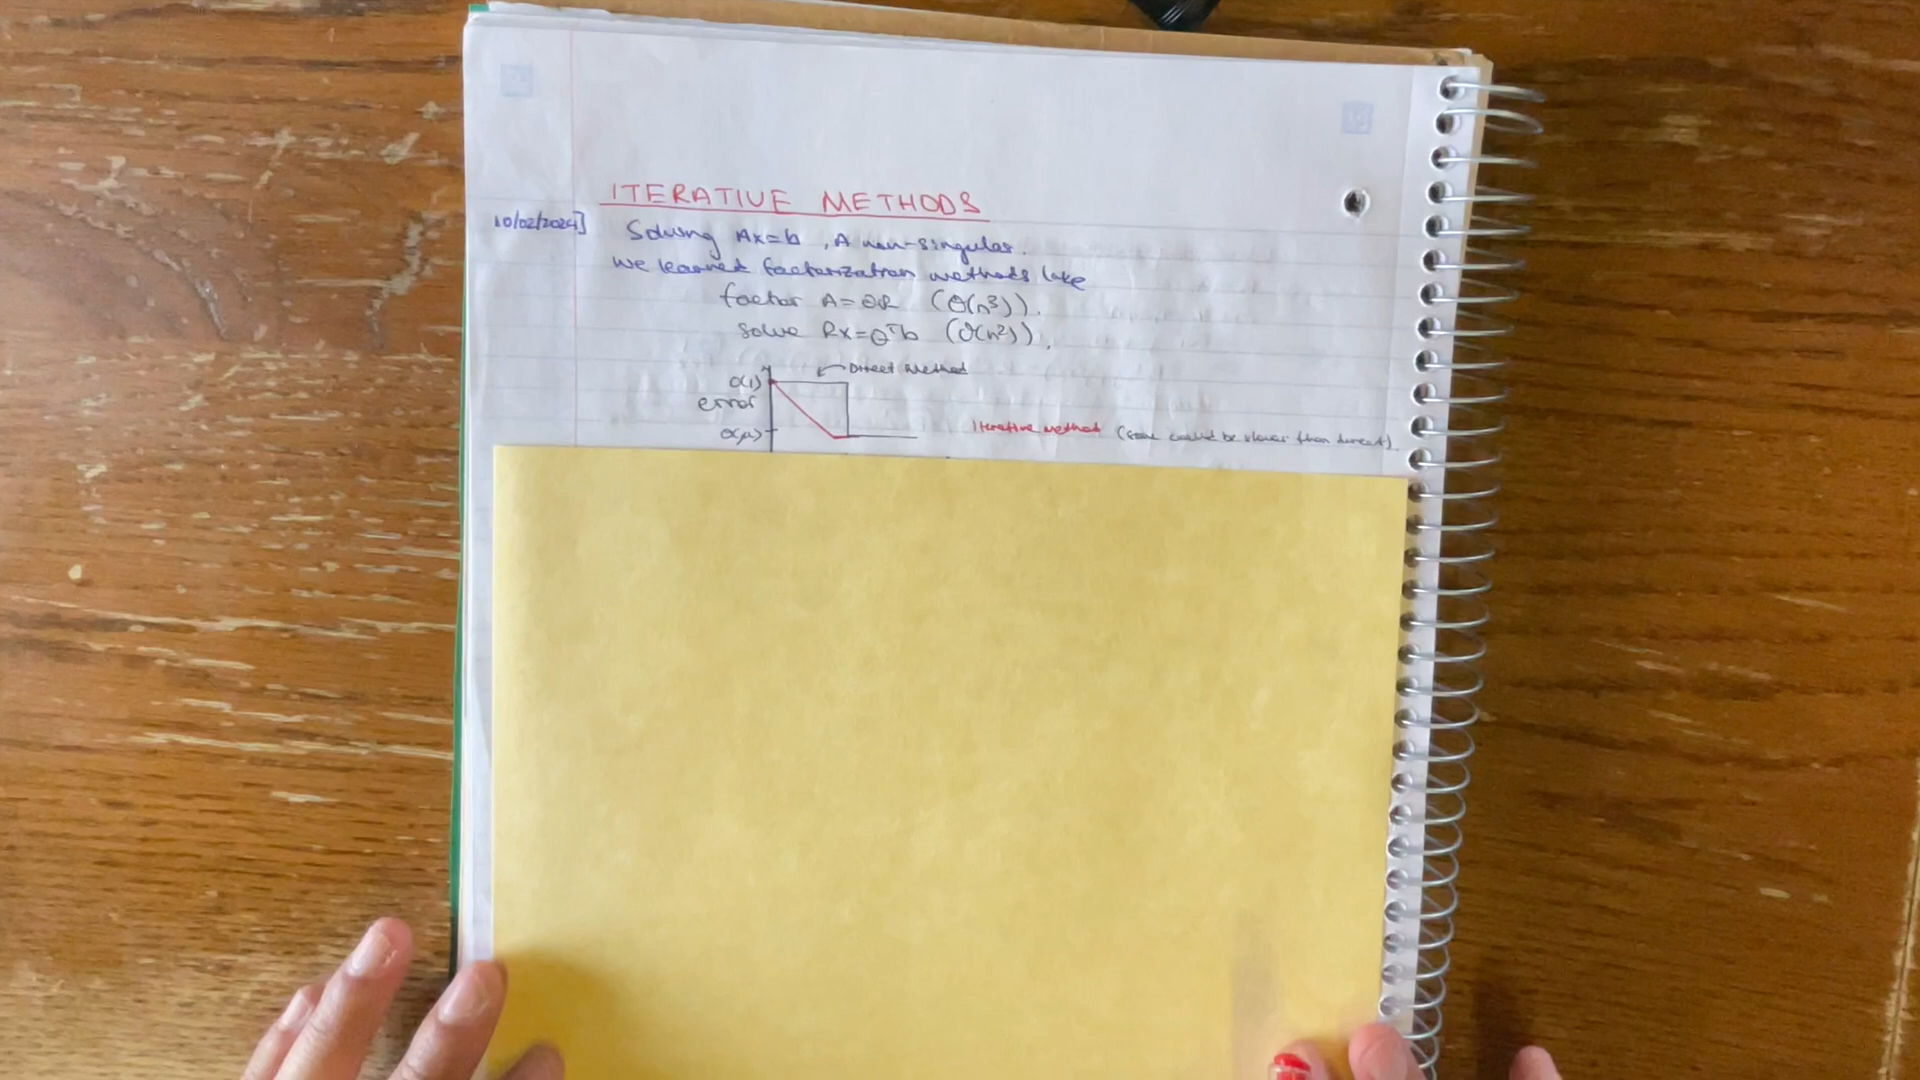 ITERATIVE METHODS
10/02/2024] Solving Ax=b , A non-singular.
We learned factorization methods like
factor A=QR (O(n³)).
solve Rx=Qᵀb (O(n²)).
Direct Method
O(1)
error
O(μ)
Iterative method (some could be slower than direct).